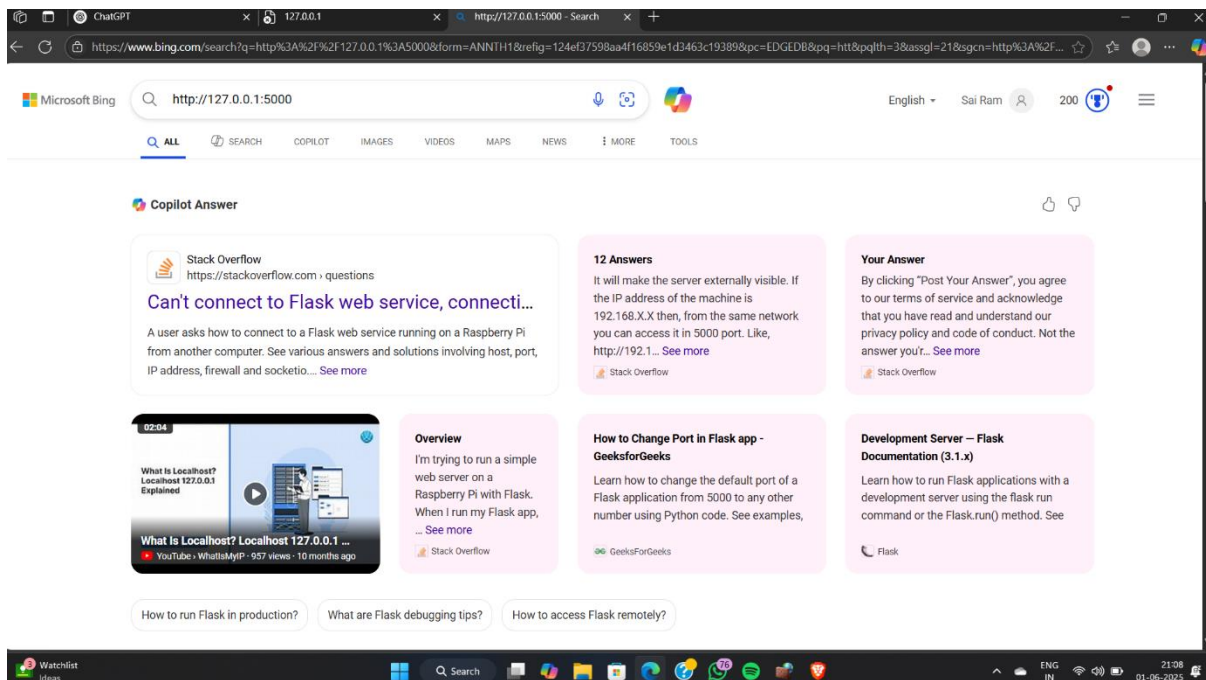 ChatGPT
127.0.0.1
http://127.0.0.1:5000 - Search
https://www.bing.com/search?q=http%3A%2F%2F127.0.0.1%3A5000&form=ANNTH1&refig=124ef37598aa4f16859e1d3463c19389&pc=EDGEDB&pq=htt&pqlth=3&assgl=21&sgcn=http%3A%2F...
Microsoft Bing
http://127.0.0.1:5000
English
Sai Ram
200
ALL
SEARCH
COPILOT
IMAGES
VIDEOS
MAPS
NEWS
MORE
TOOLS
Copilot Answer
Stack Overflow
https://stackoverflow.com › questions
Can't connect to Flask web service, connecti...
A user asks how to connect to a Flask web service running on a Raspberry Pi
from another computer. See various answers and solutions involving host, port,
IP address, firewall and socketio.... See more
12 Answers
It will make the server externally visible. If
the IP address of the machine is
192.168.X.X then, from the same network
you can access it in 5000 port. Like,
http://192.1... See more
Stack Overflow
Your Answer
By clicking “Post Your Answer”, you agree
to our terms of service and acknowledge
that you have read and understand our
privacy policy and code of conduct. Not the
answer you'r... See more
Stack Overflow
02:04
What Is Localhost?
Localhost 127.0.0.1
Explained
What Is Localhost? Localhost 127.0.0.1 ...
YouTube › WhatIsMyIP · 957 views · 10 months ago
Overview
I'm trying to run a simple
web server on a
Raspberry Pi with Flask.
When I run my Flask app,
... See more
Stack Overflow
How to Change Port in Flask app -
GeeksforGeeks
Learn how to change the default port of a
Flask application from 5000 to any other
number using Python code. See examples,
GeeksForGeeks
Development Server — Flask
Documentation (3.1.x)
Learn how to run Flask applications with a
development server using the flask run
command or the Flask.run() method. See
Flask
How to run Flask in production?
What are Flask debugging tips?
How to access Flask remotely?
3
Watchlist
Ideas
Search
76
ENG
IN
21:08
01-06-2025